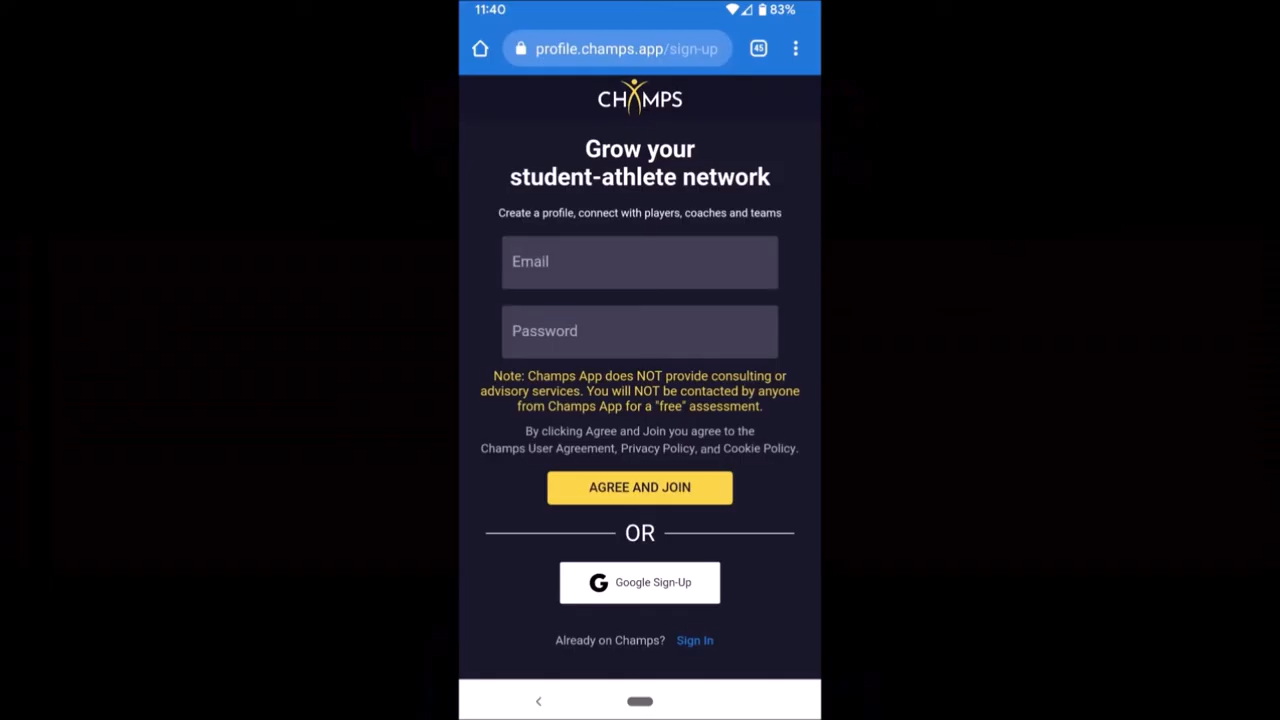 11:40
83%
profile.champs.app/sign-up
45
CHAMPS
Grow your
student-athlete network
Create a profile, connect with players, coaches and teams
Email
Password
Note: Champs App does NOT provide consulting or
advisory services. You will NOT be contacted by anyone
from Champs App for a "free" assessment.
By clicking Agree and Join you agree to the
Champs User Agreement, Privacy Policy, and Cookie Policy.
AGREE AND JOIN
OR
G Google Sign-Up
Already on Champs? Sign In